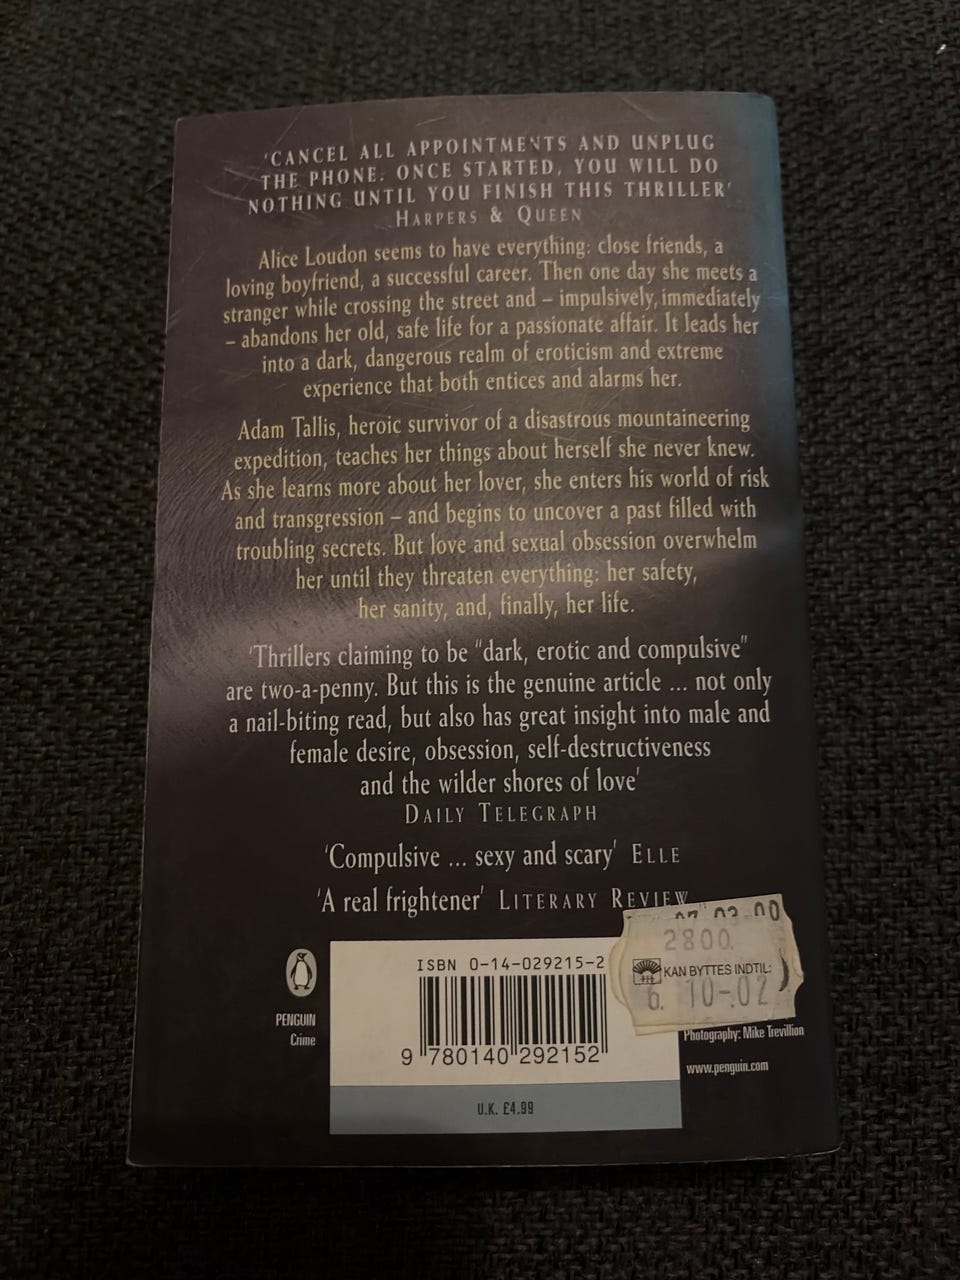 'CANCEL ALL APPOINTMENTS AND UNPLUG
THE PHONE. ONCE STARTED, YOU WILL DO
NOTHING UNTIL YOU FINISH THIS THRILLER'
HARPERS & QUEEN
Alice Loudon seems to have everything: close friends, a
loving boyfriend, a successful career. Then one day she meets a
stranger while crossing the street and – impulsively, immediately
– abandons her old, safe life for a passionate affair. It leads her
into a dark, dangerous realm of eroticism and extreme
experience that both entices and alarms her.
Adam Tallis, heroic survivor of a disastrous mountaineering
expedition, teaches her things about herself she never knew.
As she learns more about her lover, she enters his world of risk
and transgression – and begins to uncover a past filled with
troubling secrets. But love and sexual obsession overwhelm
her until they threaten everything: her safety,
her sanity, and, finally, her life.
'Thrillers claiming to be "dark, erotic and compulsive"
are two-a-penny. But this is the genuine article ... not only
a nail-biting read, but also has great insight into male and
female desire, obsession, self-destructiveness
and the wilder shores of love'
DAILY TELEGRAPH
'Compulsive ... sexy and scary' ELLE
'A real frightener' LITERARY REVIEW
2800.
KAN BYTTES INDTIL:
6. 10-.02
ISBN 0-14-029215-2
9 780140 292152
PENGUIN
Crime
Photography: Mike Trevillion
www.penguin.com
U.K. £4.99